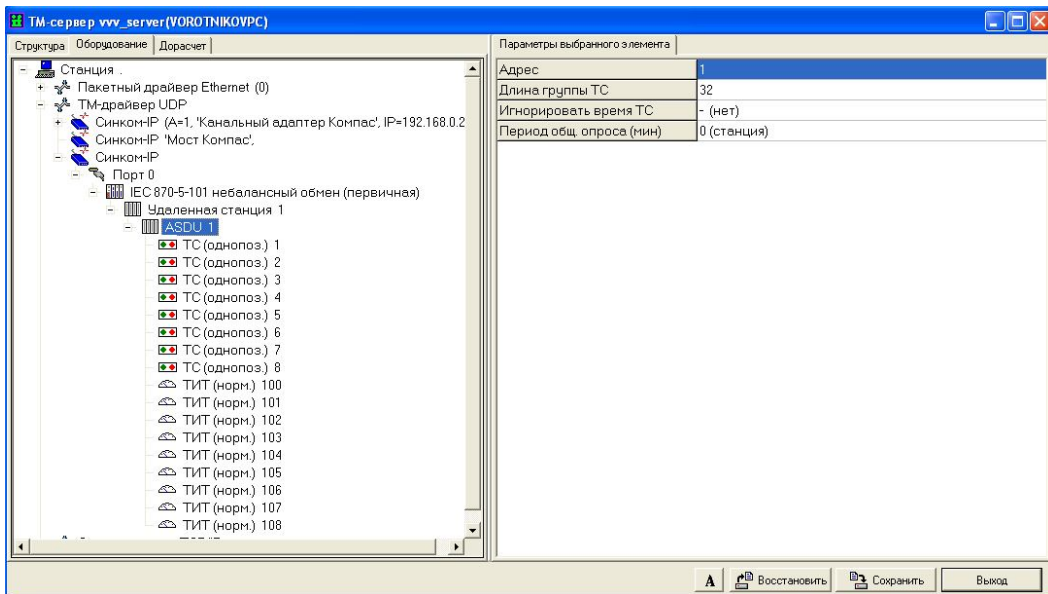 ТМ-сервер vvv_server(VOROTNIKOVPC)
Структура Оборудование Дорасчет
Станция .
Пакетный драйвер Ethernet (0)
ТМ-драйвер UDP
Синком-IP (A=1, 'Канальный адаптер Компас', IP=192.168.0.2
Синком-IP 'Мост Компас',
Синком-IP
Порт 0
IEC 870-5-101 небалансный обмен (первичная)
Удаленная станция 1
ASDU 1
ТС (однопоз.) 1
ТС (однопоз.) 2
ТС (однопоз.) 3
ТС (однопоз.) 4
ТС (однопоз.) 5
ТС (однопоз.) 6
ТС (однопоз.) 7
ТС (однопоз.) 8
ТИТ (норм.) 100
ТИТ (норм.) 101
ТИТ (норм.) 102
ТИТ (норм.) 103
ТИТ (норм.) 104
ТИТ (норм.) 105
ТИТ (норм.) 106
ТИТ (норм.) 107
ТИТ (норм.) 108
Параметры выбранного элемента
Адрес 1
Длина группы ТС 32
Игнорировать время ТС - (нет)
Период общ. опроса (мин) 0 (станция)
A Восстановить Сохранить Выход